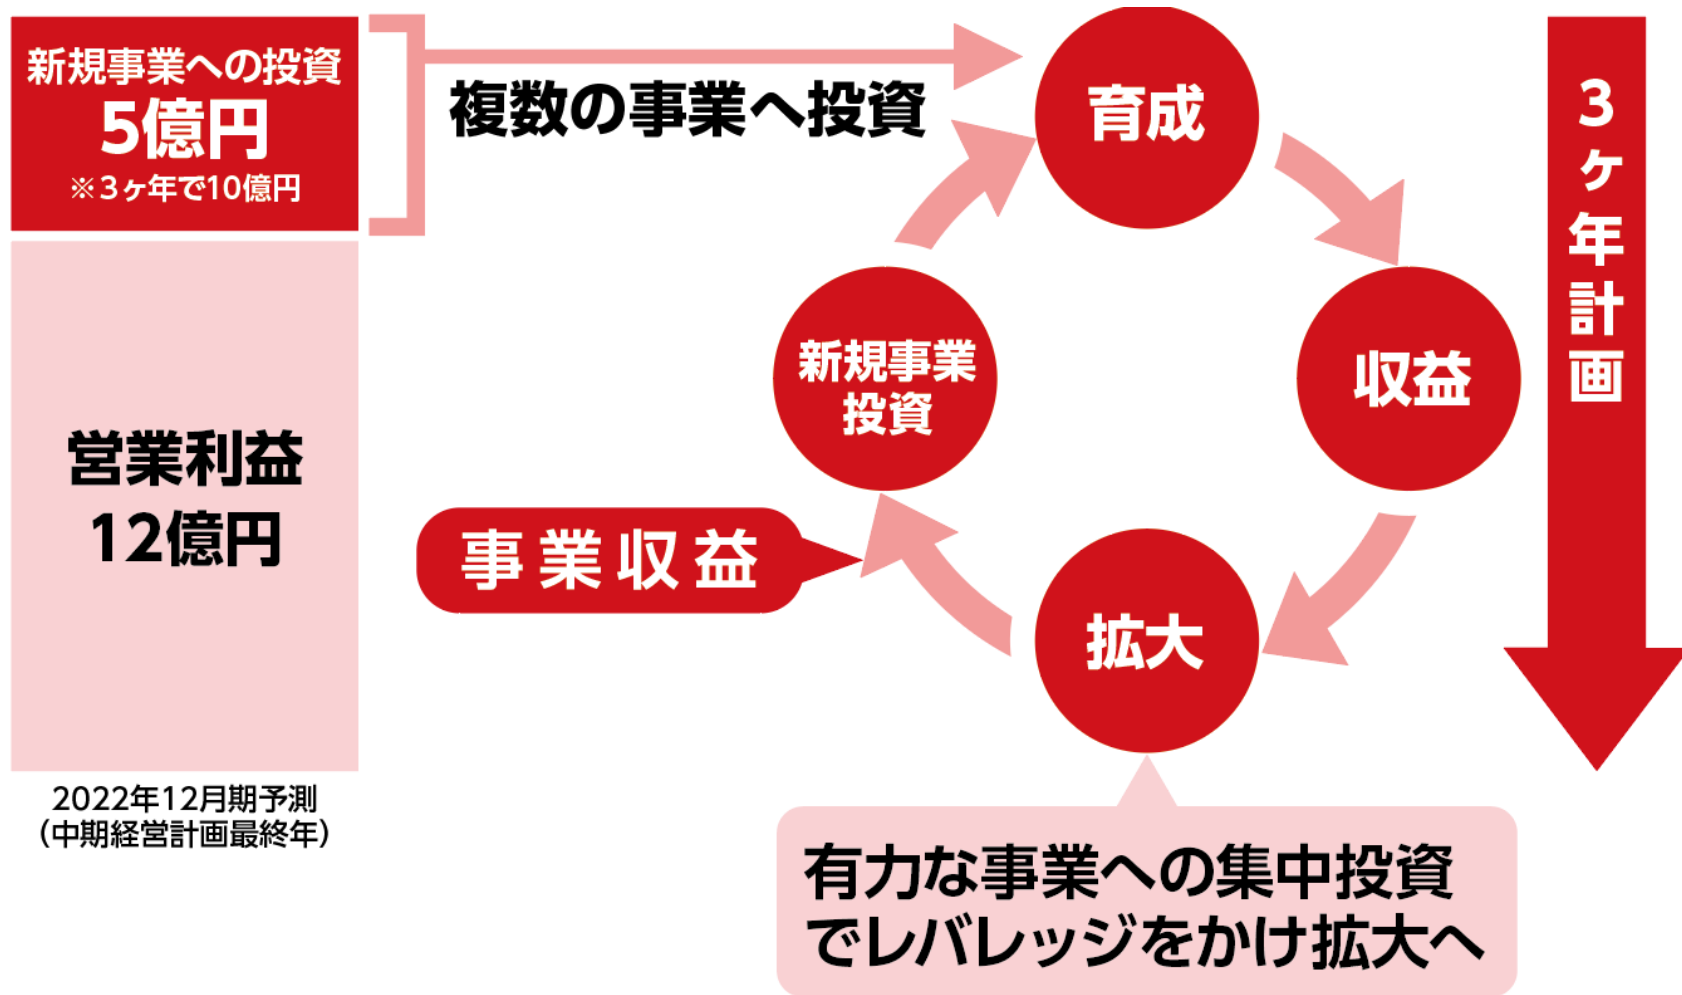 新規事業への投資
5億円
※3ヶ年で10億円
営業利益
12億円
2022年12月期予測
（中期経営計画最終年）
複数の事業へ投資
育成
収益
拡大
新規事業
投資
事業収益
有力な事業への集中投資
でレバレッジをかけ拡大へ
3ヶ年計画